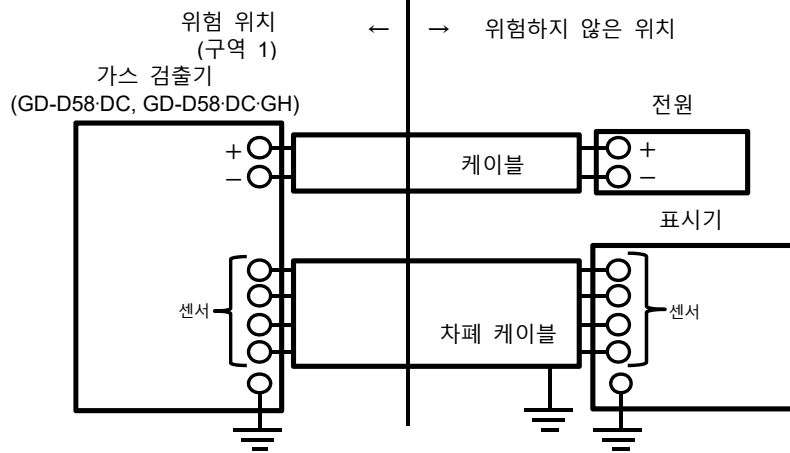 위험 위치
(구역 1)
← → 위험하지 않은 위치
가스 검출기
(GD-D58·DC, GD-D58·DC·GH)
전원
+
−
케이블
+
−
표시기
센서
차폐 케이블
센서